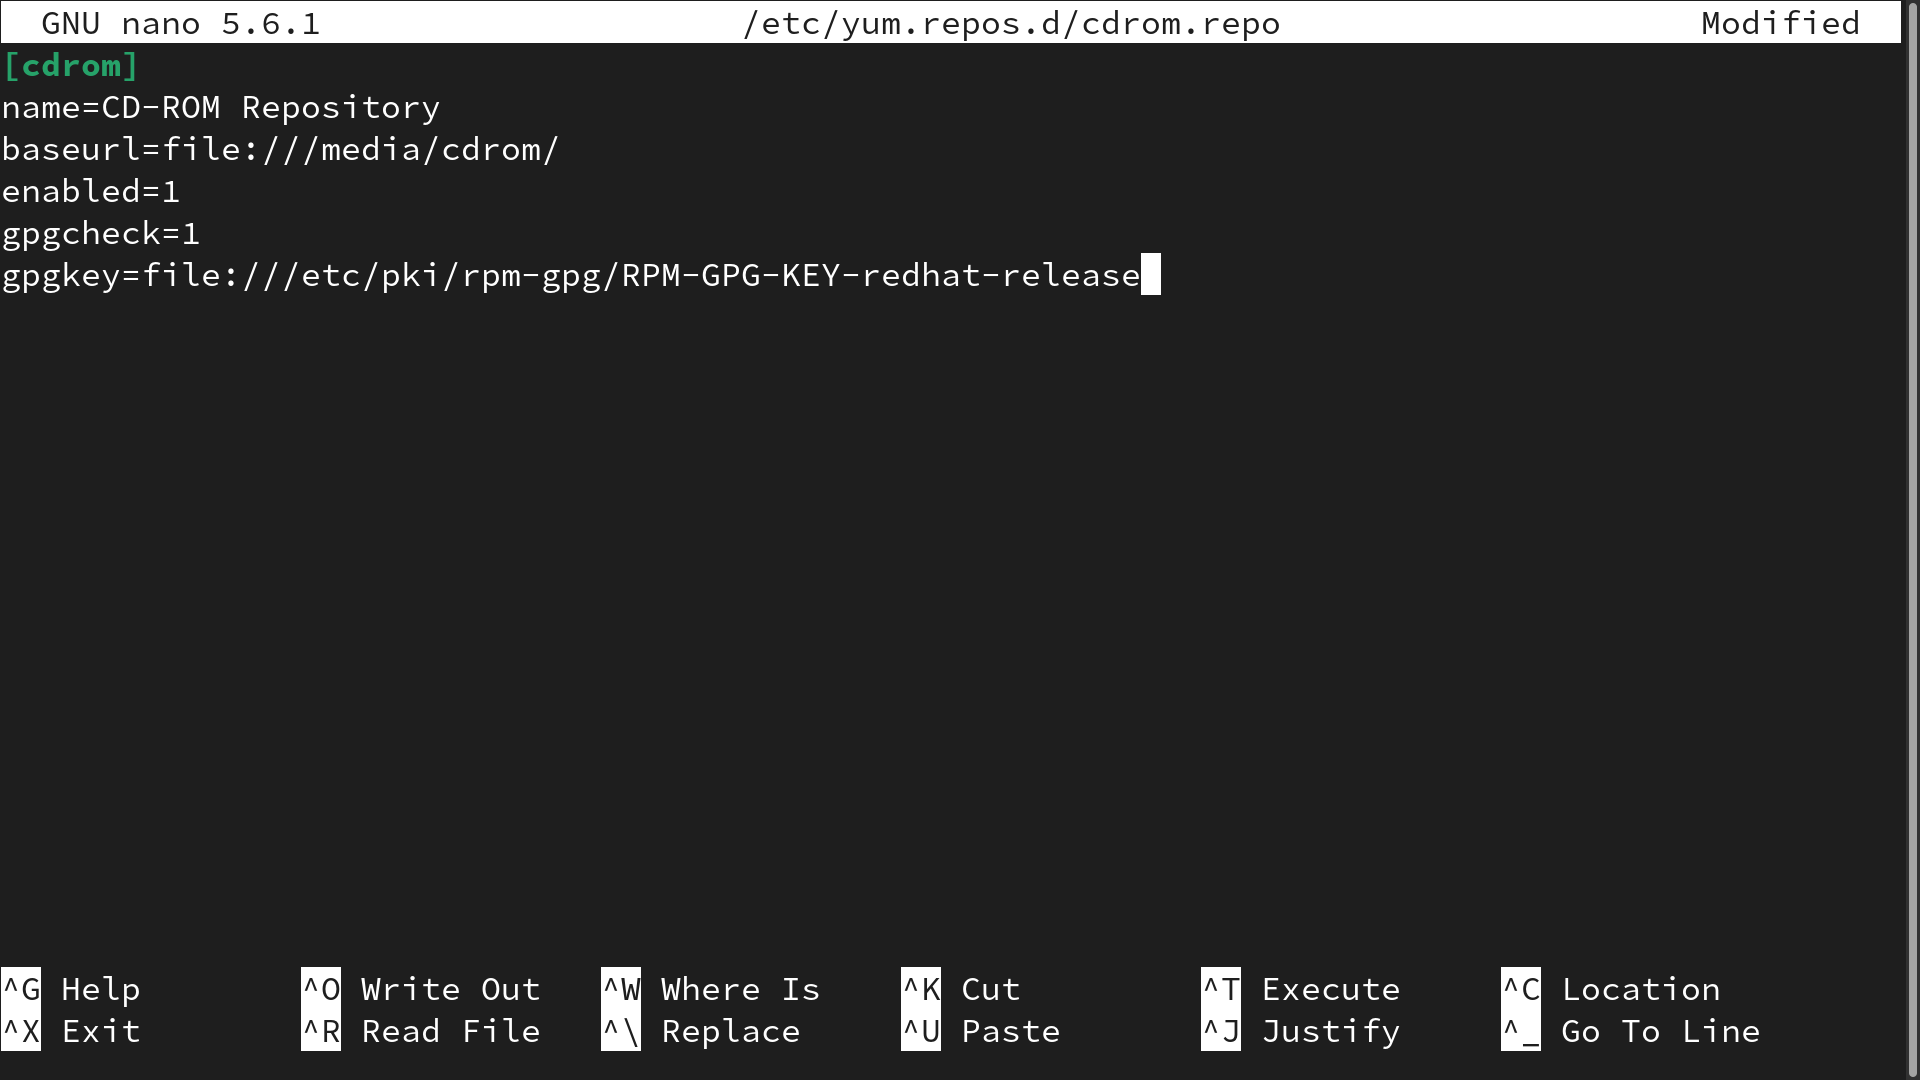 GNU nano 5.6.1 /etc/yum.repos.d/cdrom.repo Modified
[cdrom]
name=CD-ROM Repository
baseurl=file:///media/cdrom/
enabled=1
gpgcheck=1
gpgkey=file:///etc/pki/rpm-gpg/RPM-GPG-KEY-redhat-release
^G Help ^O Write Out ^W Where Is ^K Cut ^T Execute ^C Location
^X Exit ^R Read File ^\ Replace ^U Paste ^J Justify ^_ Go To Line